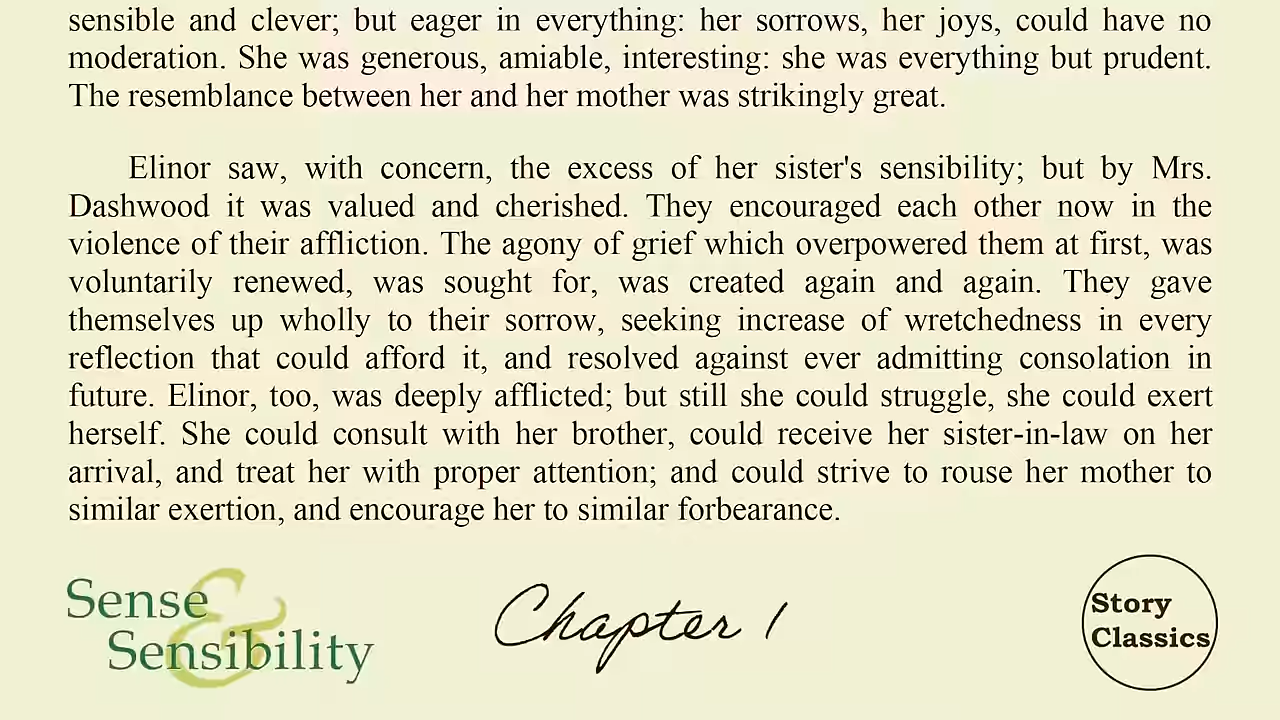 sensible and clever; but eager in everything: her sorrows, her joys, could have no
moderation. She was generous, amiable, interesting: she was everything but prudent.
The resemblance between her and her mother was strikingly great.
Elinor saw, with concern, the excess of her sister's sensibility; but by Mrs.
Dashwood it was valued and cherished. They encouraged each other now in the
violence of their affliction. The agony of grief which overpowered them at first, was
voluntarily renewed, was sought for, was created again and again. They gave
themselves up wholly to their sorrow, seeking increase of wretchedness in every
reflection that could afford it, and resolved against ever admitting consolation in
future. Elinor, too, was deeply afflicted; but still she could struggle, she could exert
herself. She could consult with her brother, could receive her sister-in-law on her
arrival, and treat her with proper attention; and could strive to rouse her mother to
similar exertion, and encourage her to similar forbearance.
Sense &
Sensibility
Chapter 1
Story
Classics